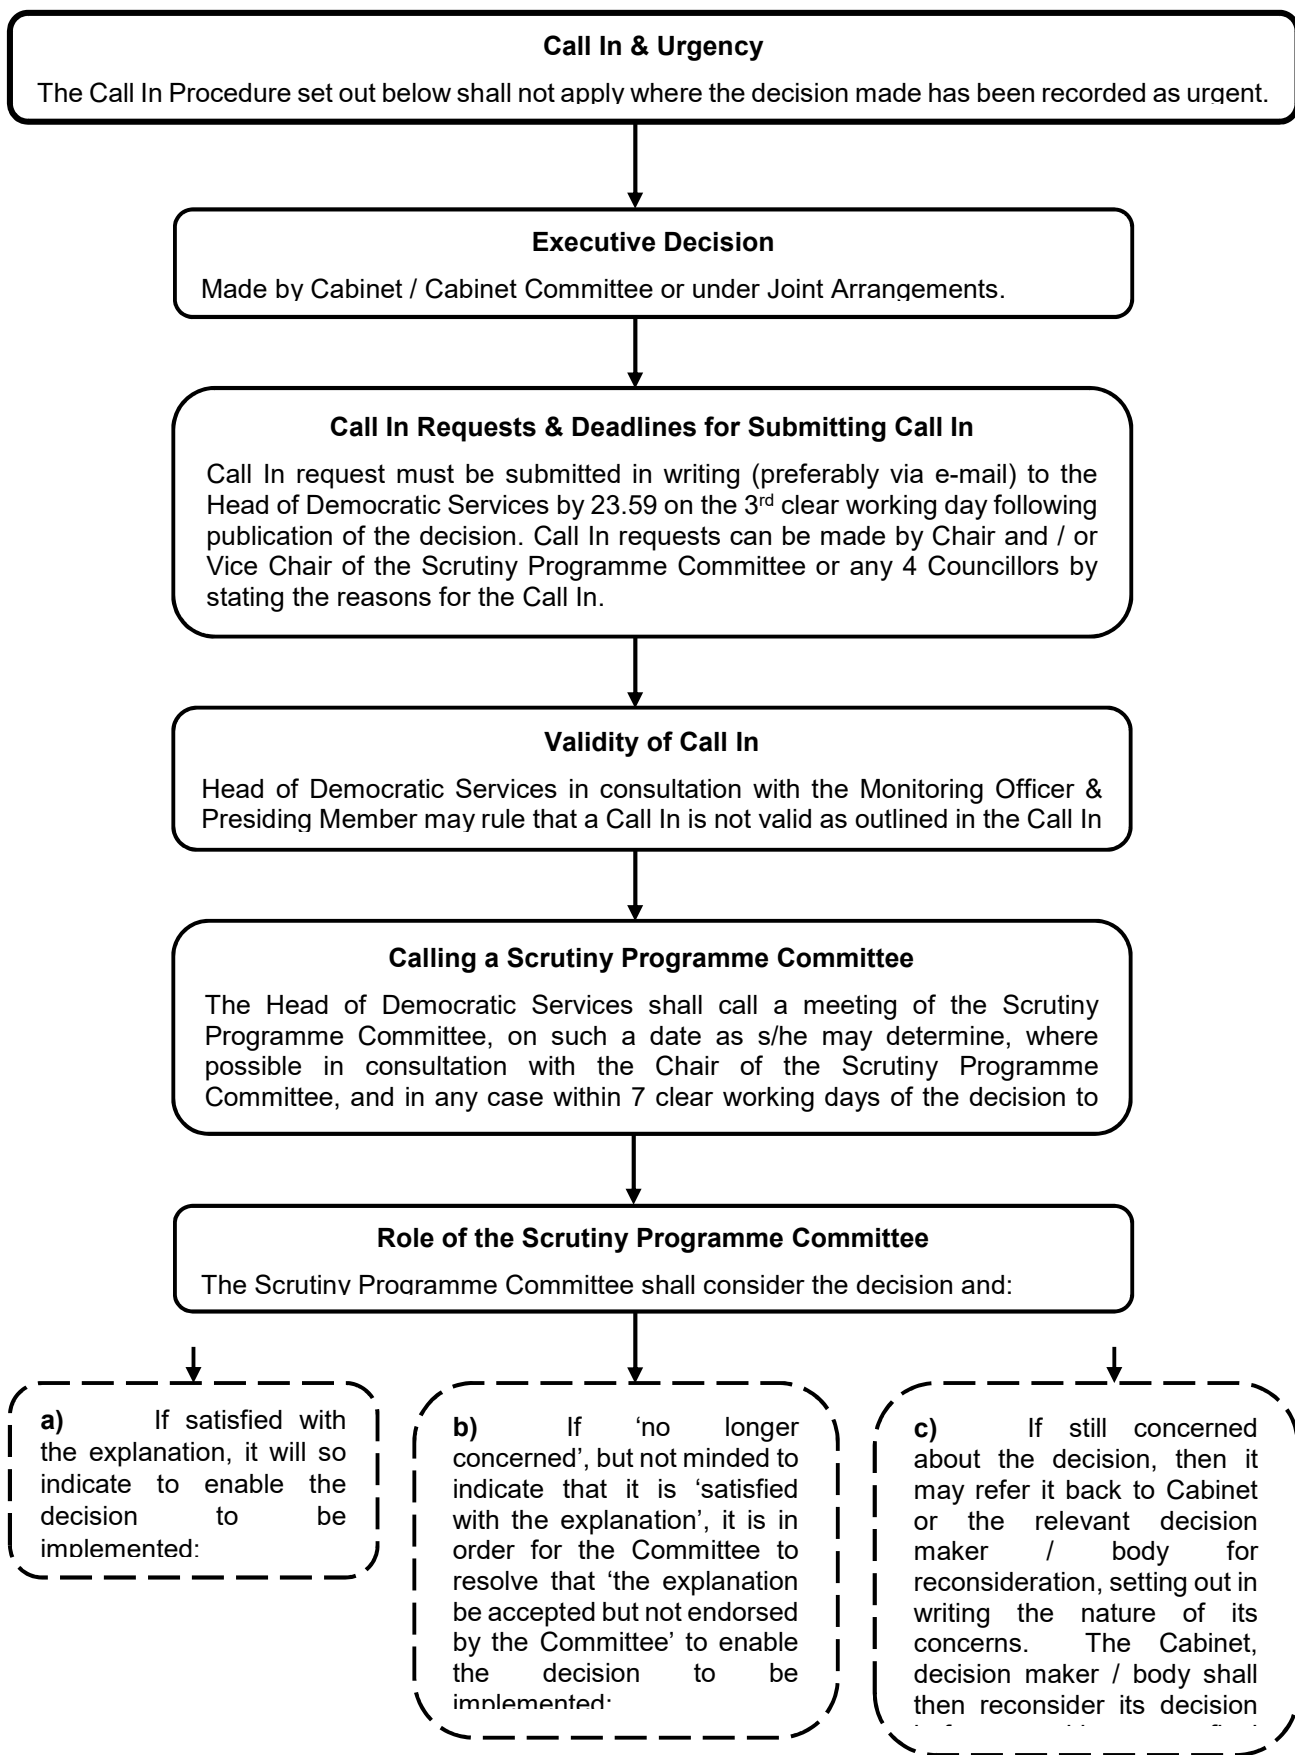 Call In & Urgency
The Call In Procedure set out below shall not apply where the decision made has been recorded as urgent.
Executive Decision
Made by Cabinet / Cabinet Committee or under Joint Arrangements.
Call In Requests & Deadlines for Submitting Call In
Call In request must be submitted in writing (preferably via e-mail) to the
Head of Democratic Services by 23.59 on the 3rd clear working day following
publication of the decision. Call In requests can be made by Chair and / or
Vice Chair of the Scrutiny Programme Committee or any 4 Councillors by
stating the reasons for the Call In.
Validity of Call In
Head of Democratic Services in consultation with the Monitoring Officer &
Presiding Member may rule that a Call In is not valid as outlined in the Call In
Calling a Scrutiny Programme Committee
The Head of Democratic Services shall call a meeting of the Scrutiny
Programme Committee, on such a date as s/he may determine, where
possible in consultation with the Chair of the Scrutiny Programme
Committee, and in any case within 7 clear working days of the decision to
Role of the Scrutiny Programme Committee
The Scrutiny Programme Committee shall consider the decision and:
a) If satisfied with
the explanation, it will so
indicate to enable the
decision to be
implemented;
b) If ‘no longer
concerned’, but not minded to
indicate that it is ‘satisfied
with the explanation’, it is in
order for the Committee to
resolve that ‘the explanation
be accepted but not endorsed
by the Committee’ to enable
the decision to be
implemented;
c) If still concerned
about the decision, then it
may refer it back to Cabinet
or the relevant decision
maker / body for
reconsideration, setting out in
writing the nature of its
concerns. The Cabinet,
decision maker / body shall
then reconsider its decision